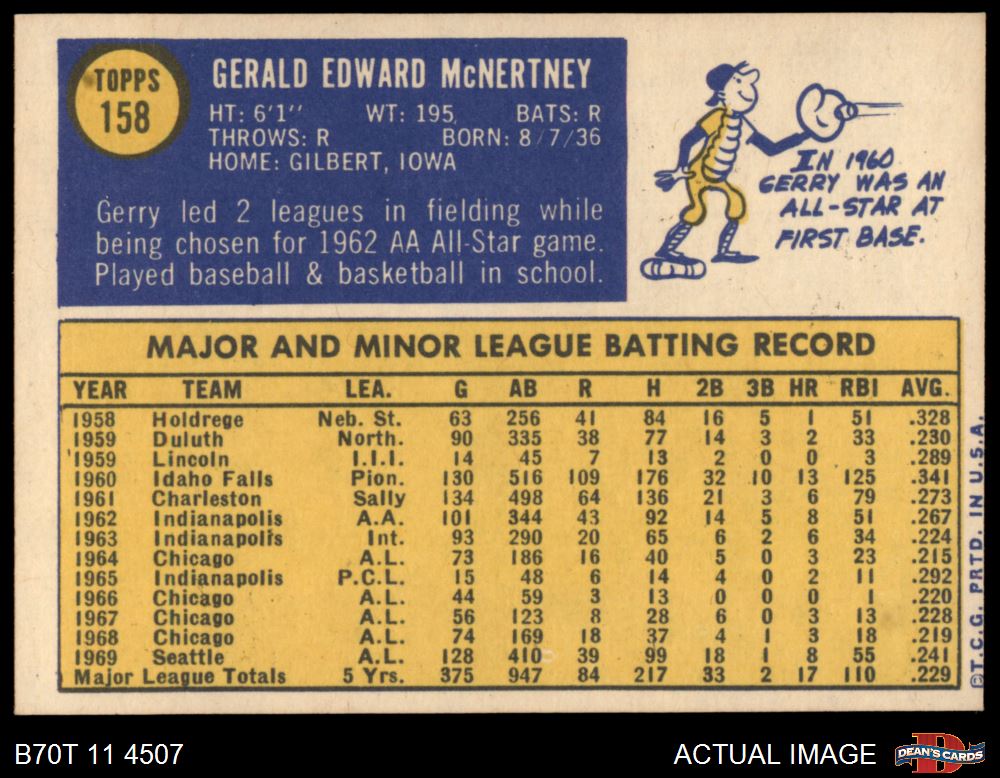 TOPPS
158
GERALD EDWARD McNERTNEY
HT: 6'1" WT: 195 BATS: R
THROWS: R BORN: 8/7/36
HOME: GILBERT, IOWA
Gerry led 2 leagues in fielding while
being chosen for 1962 AA All-Star game.
Played baseball & basketball in school.
IN 1960
GERRY WAS AN
ALL-STAR AT
FIRST BASE.
MAJOR AND MINOR LEAGUE BATTING RECORD
YEAR TEAM LEA. G AB R H 2B 3B HR RBI AVG.
1958 Holdrege Neb. St. 63 256 41 84 16 5 1 51 .328
1959 Duluth North. 90 335 38 77 14 3 2 33 .230
1959 Lincoln I.I.I. 14 45 7 13 2 0 0 3 .289
1960 Idaho Falls Pion. 130 516 109 176 32 10 13 125 .341
1961 Charleston Sally 134 498 64 136 21 3 6 79 .273
1962 Indianapolis A.A. 101 344 43 92 14 5 8 51 .267
1963 Indianapolis Int. 93 290 20 65 6 2 6 34 .224
1964 Chicago A.L. 73 186 16 40 5 0 3 23 .215
1965 Indianapolis P.C.L. 15 48 6 14 4 0 2 11 .292
1966 Chicago A.L. 44 59 3 13 0 0 0 1 .220
1967 Chicago A.L. 56 123 8 28 6 0 3 13 .228
1968 Chicago A.L. 74 169 18 37 4 1 3 18 .219
1969 Seattle A.L. 128 410 39 99 18 1 8 55 .241
Major League Totals 5 Yrs. 375 947 84 217 33 2 17 110 .229
©T.C.G. PRTD. IN U.S.A.
B70T 11 4507
ACTUAL IMAGE
DEAN'S CARDS